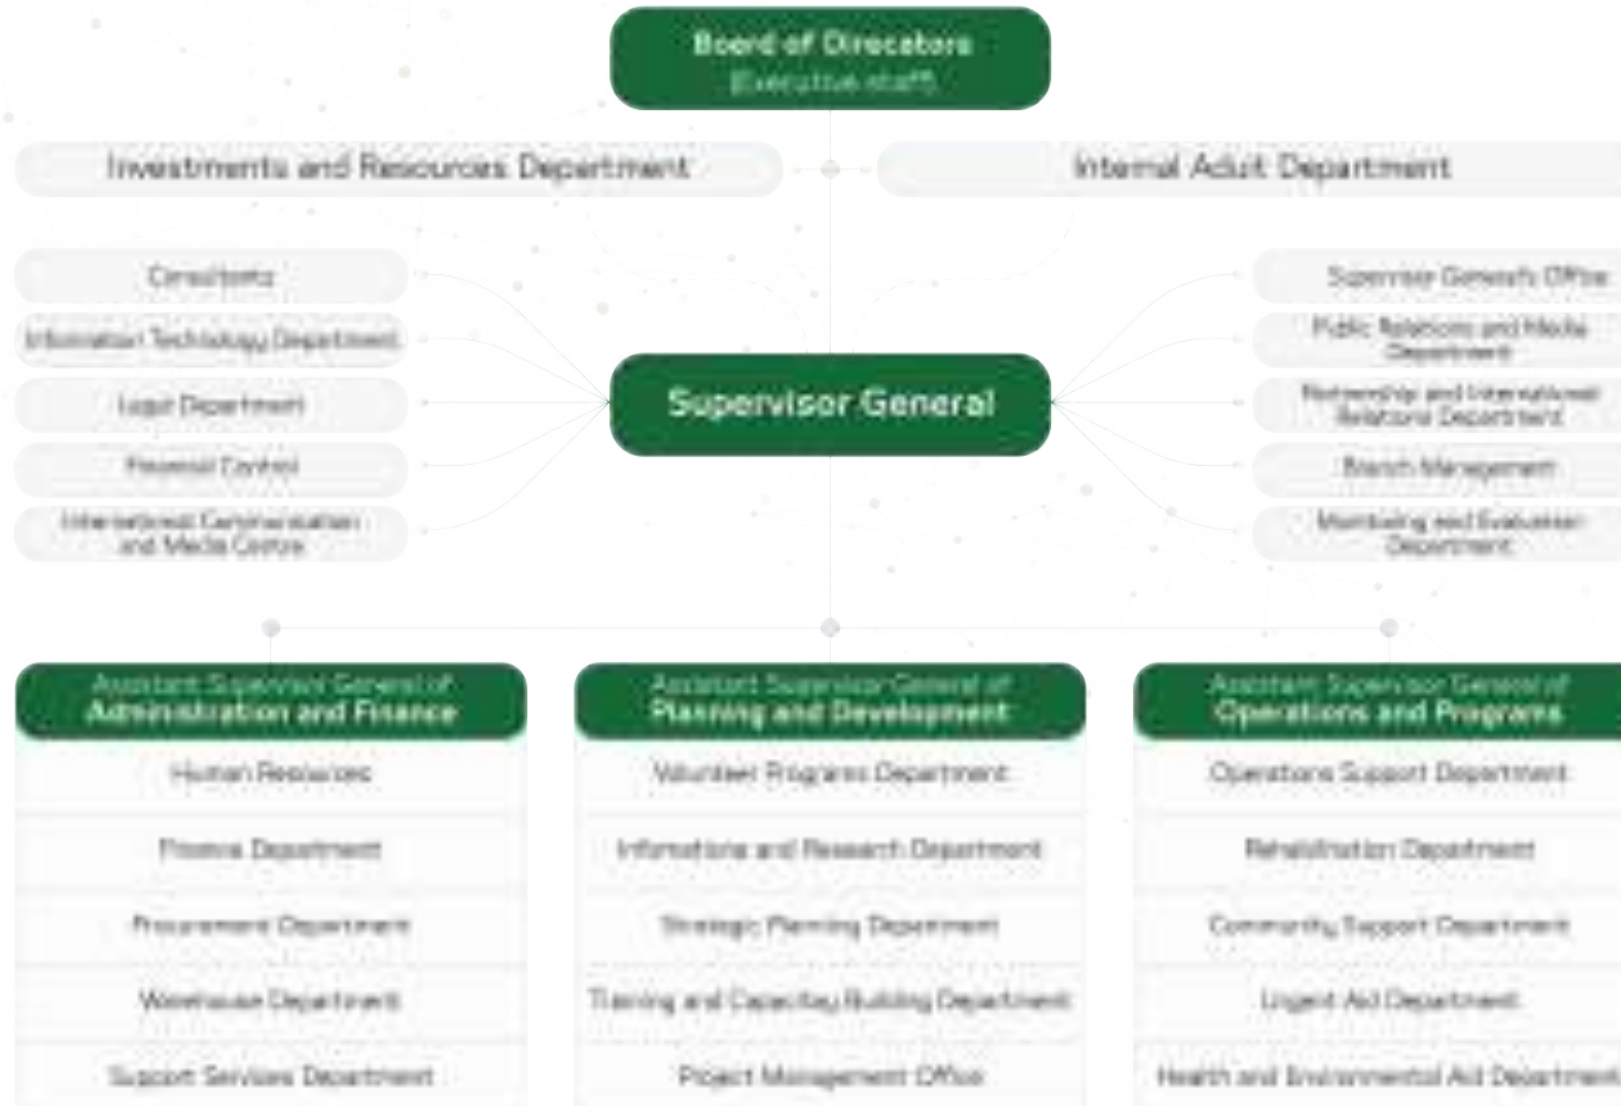 Board of Direcators
(Executive staff)
Investments and Resources Department
Internal Aduit Department
Consultants
Supervisor General's Office
Information Technology Department
Public Relations and Media
Department
Legal Department
Partnership and International
Relations Department
Financial Control
Branch Management
International Communication
and Media Centre
Monitoring and Evaluation
Department
Supervisor General
Assistant Supervisor General of
Administration and Finance
Human Resources
Finance Department
Procurement Department
Warehouse Department
Support Services Department
Assistant Supervisor General of
Planning and Development
Volunteer Programs Department
Informations and Research Department
Strategic Planning Department
Training and Capacitay Building Department
Project Management Office
Assistant Supervisor General of
Operations and Programs
Operations Support Department
Rehabilitation Department
Community Support Department
Urgent Aid Department
Health and Environmental Aid Department